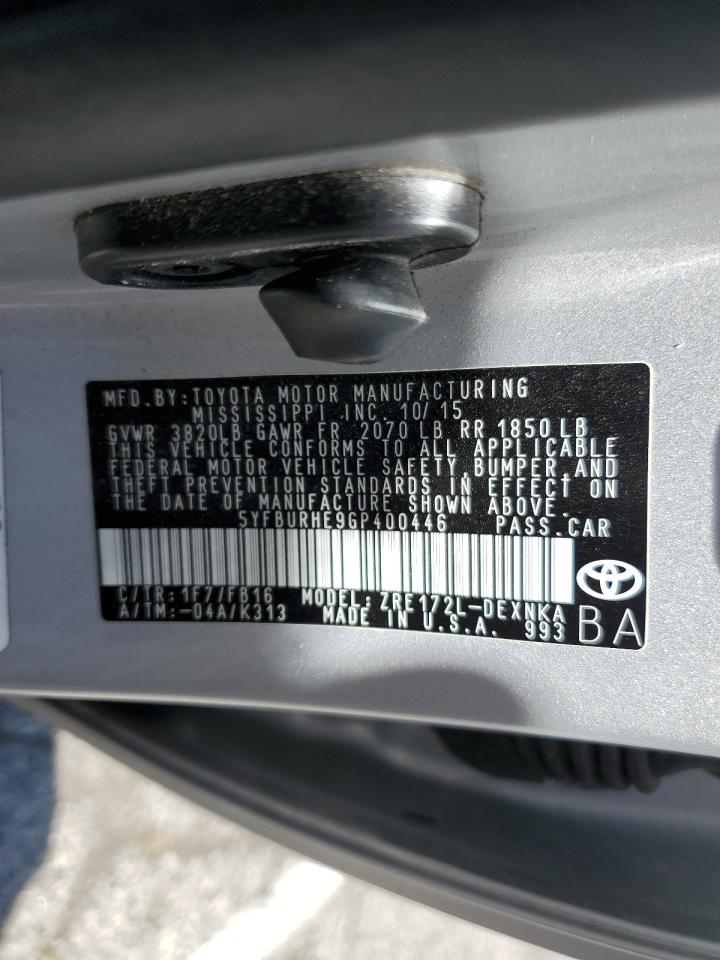 MFD.BY:TOYOTA MOTOR MANUFACTURING
MISSISSIPPI INC. 10/15
GVWR 3820LB GAWR FR 2070 LB RR 1850 LB
THIS VEHICLE CONFORMS TO ALL APPLICABLE
FEDERAL MOTOR VEHICLE SAFETY, BUMPER AND
THEFT PREVENTION STANDARDS IN EFFECT ON
THE DATE OF MANUFACTURE SHOWN ABOVE.
5YFBURHE9GP400446 PASS.CAR
C/TR:1F7/FB16 MODEL:ZRE172L-DEXNKA
A/TM:-04A/K313 MADE IN U.S.A. 993 BA